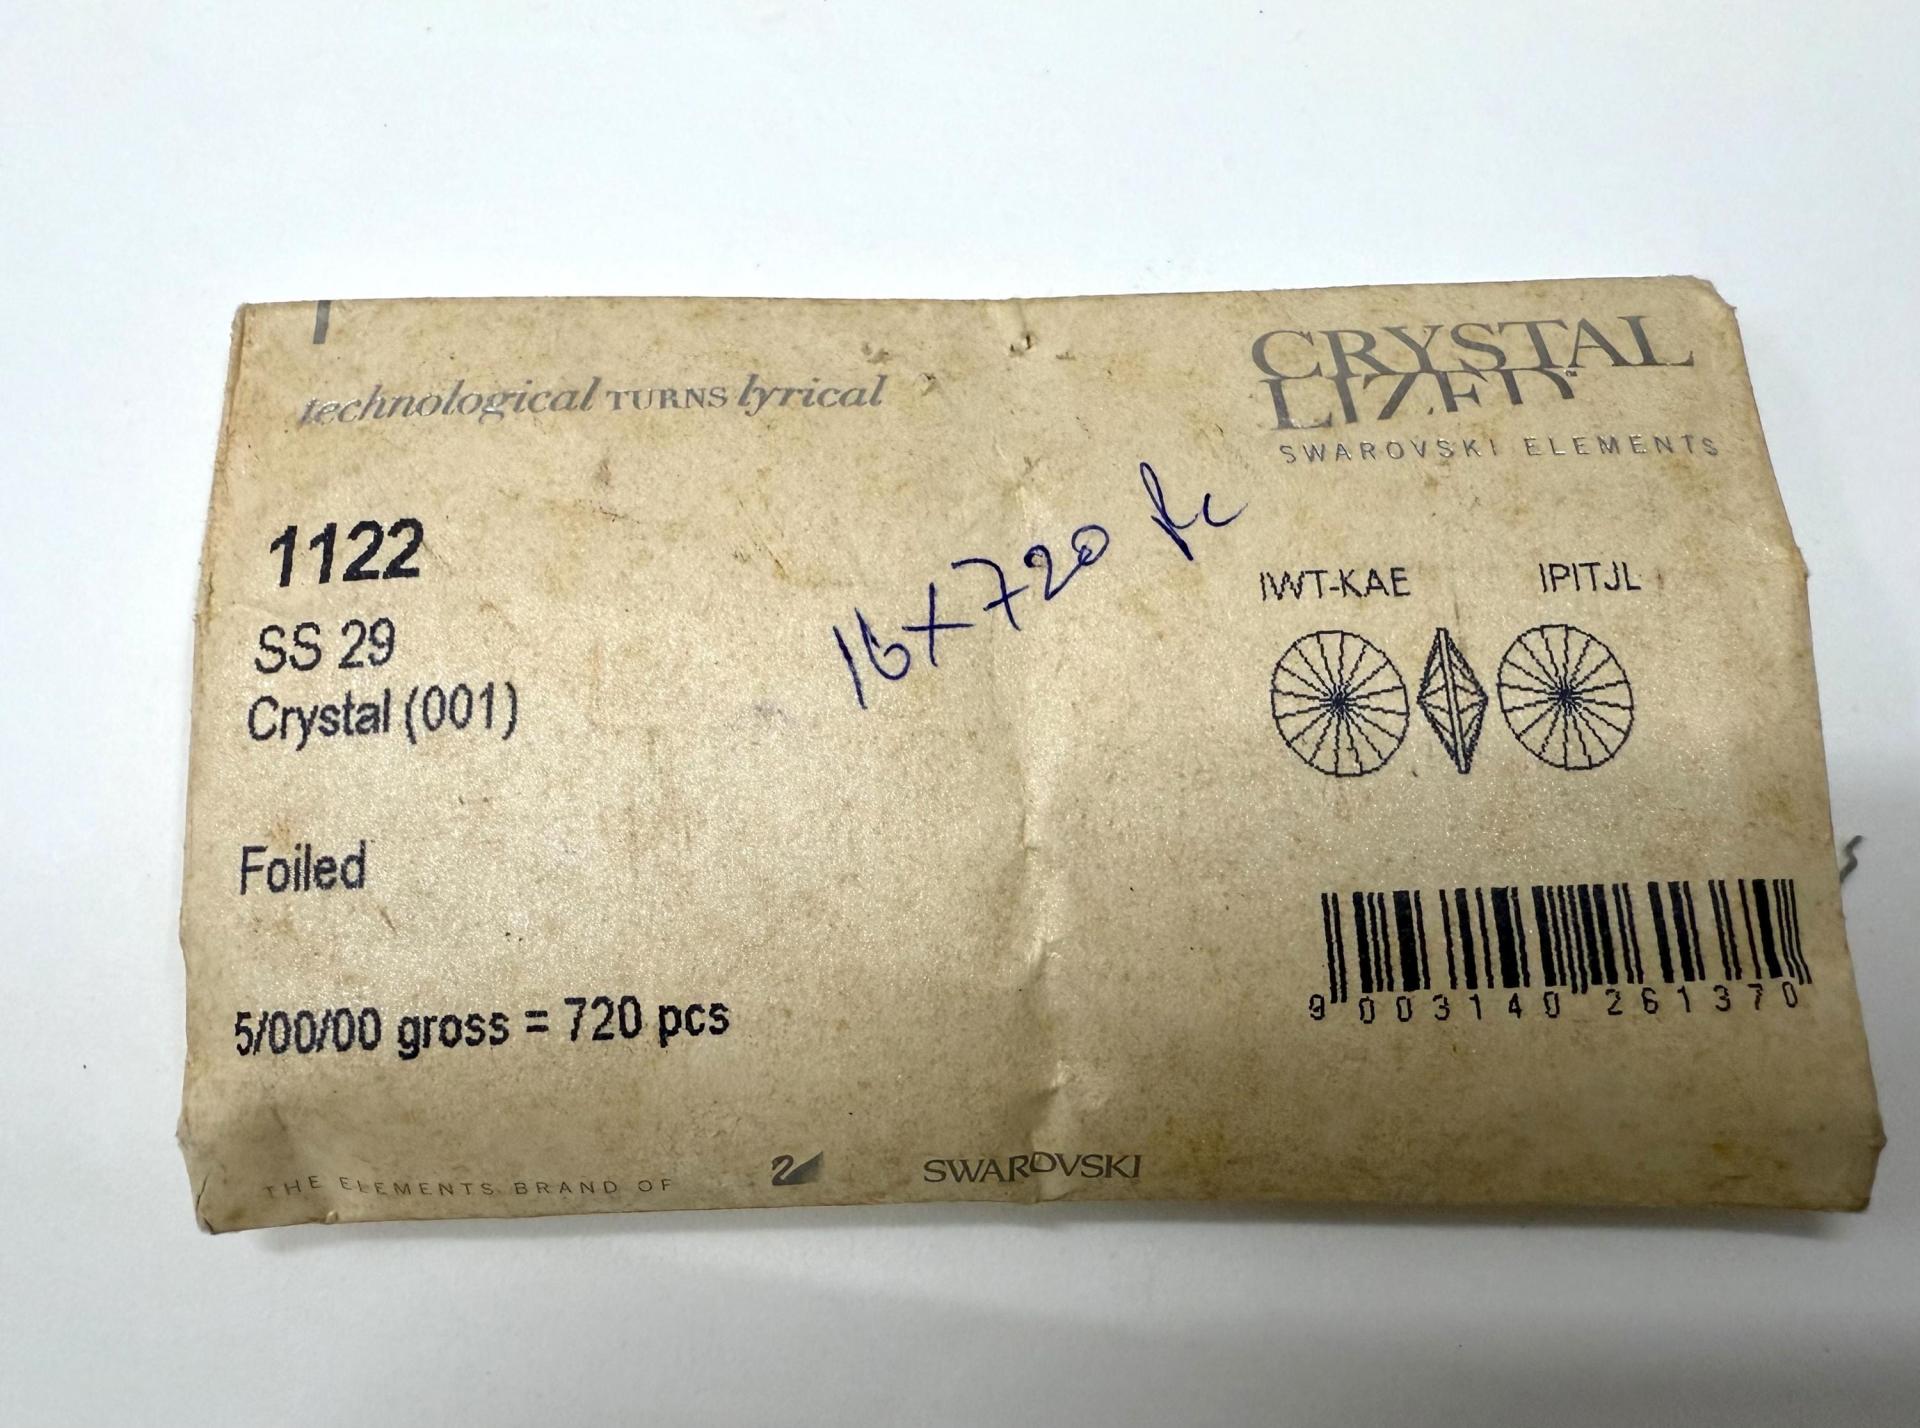 technological TURNS lyrical
CRYSTAL
LIZED™
SWAROVSKI ELEMENTS
1122
SS 29
Crystal (001)
16x720 Pc
IWT-KAE IPITJL
Foiled
5/00/00 gross = 720 pcs
9 003140 261370
THE ELEMENTS BRAND OF SWAROVSKI